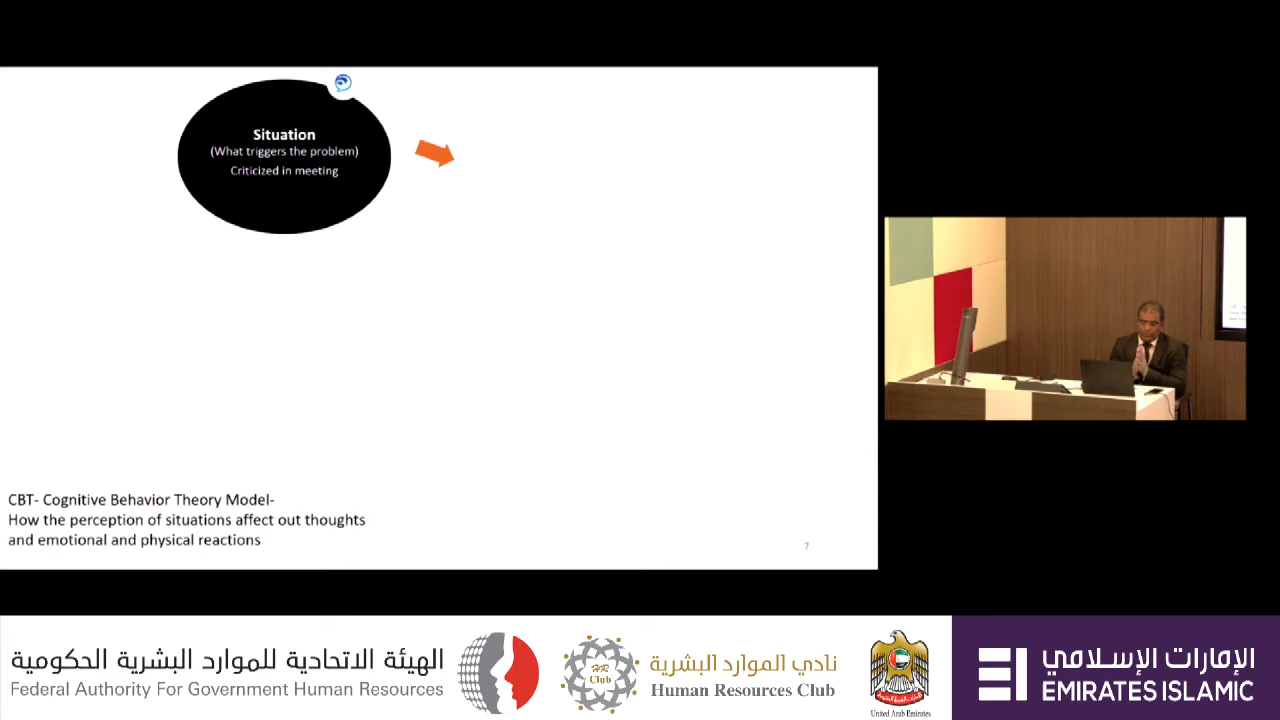 Situation
(What triggers the problem)
Criticized in meeting
CBT- Cognitive Behavior Theory Model-
How the perception of situations affect out thoughts
and emotional and physical reactions
7
الهيئة الاتحادية للموارد البشرية الحكومية
Federal Authority For Government Human Resources
HR
Club
نادي الموارد البشرية
Human Resources Club
United Arab Emirates
الإمارات الإسلامي
EMIRATES ISLAMIC